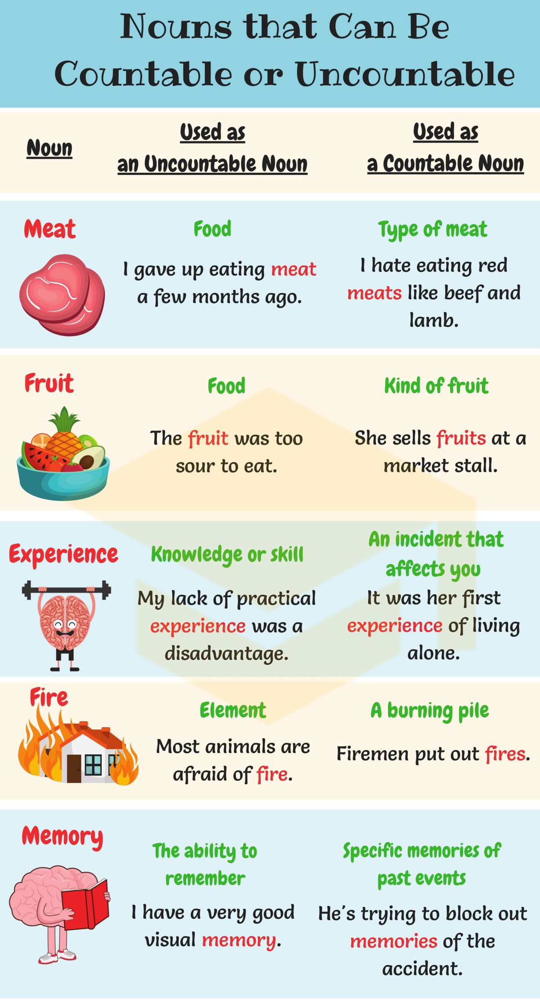 Nouns that Can Be
Countable or Uncountable
Noun
Used as
an Uncountable Noun
Used as
a Countable Noun
Meat
Food
I gave up eating meat
a few months ago.
Type of meat
I hate eating red
meats like beef and
lamb.
Fruit
Food
The fruit was too
sour to eat.
Kind of fruit
She sells fruits at a
market stall.
Experience
Knowledge or skill
My lack of practical
experience was a
disadvantage.
An incident that
affects you
It was her first
experience of living
alone.
Fire
Element
Most animals are
afraid of fire.
A burning pile
Firemen put out fires.
Memory
The ability to
remember
I have a very good
visual memory.
Specific memories of
past events
He's trying to block out
memories of the
accident.